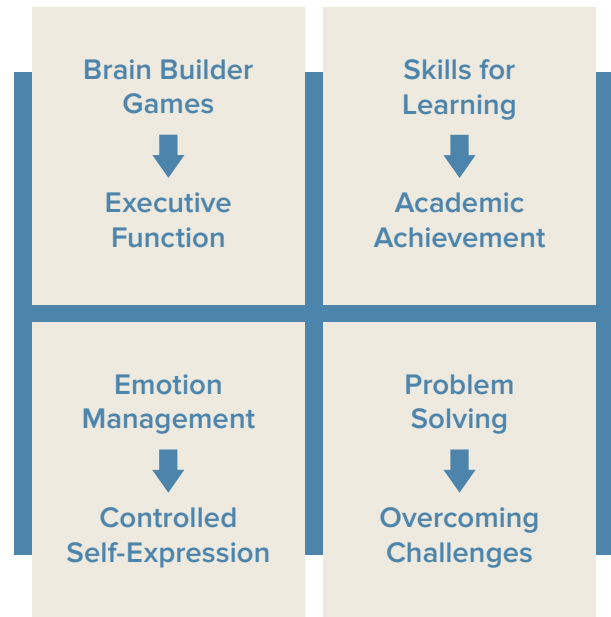 Brain Builder
Games
Executive
Function
Skills for
Learning
Academic
Achievement
Emotion
Management
Controlled
Self-Expression
Problem
Solving
Overcoming
Challenges